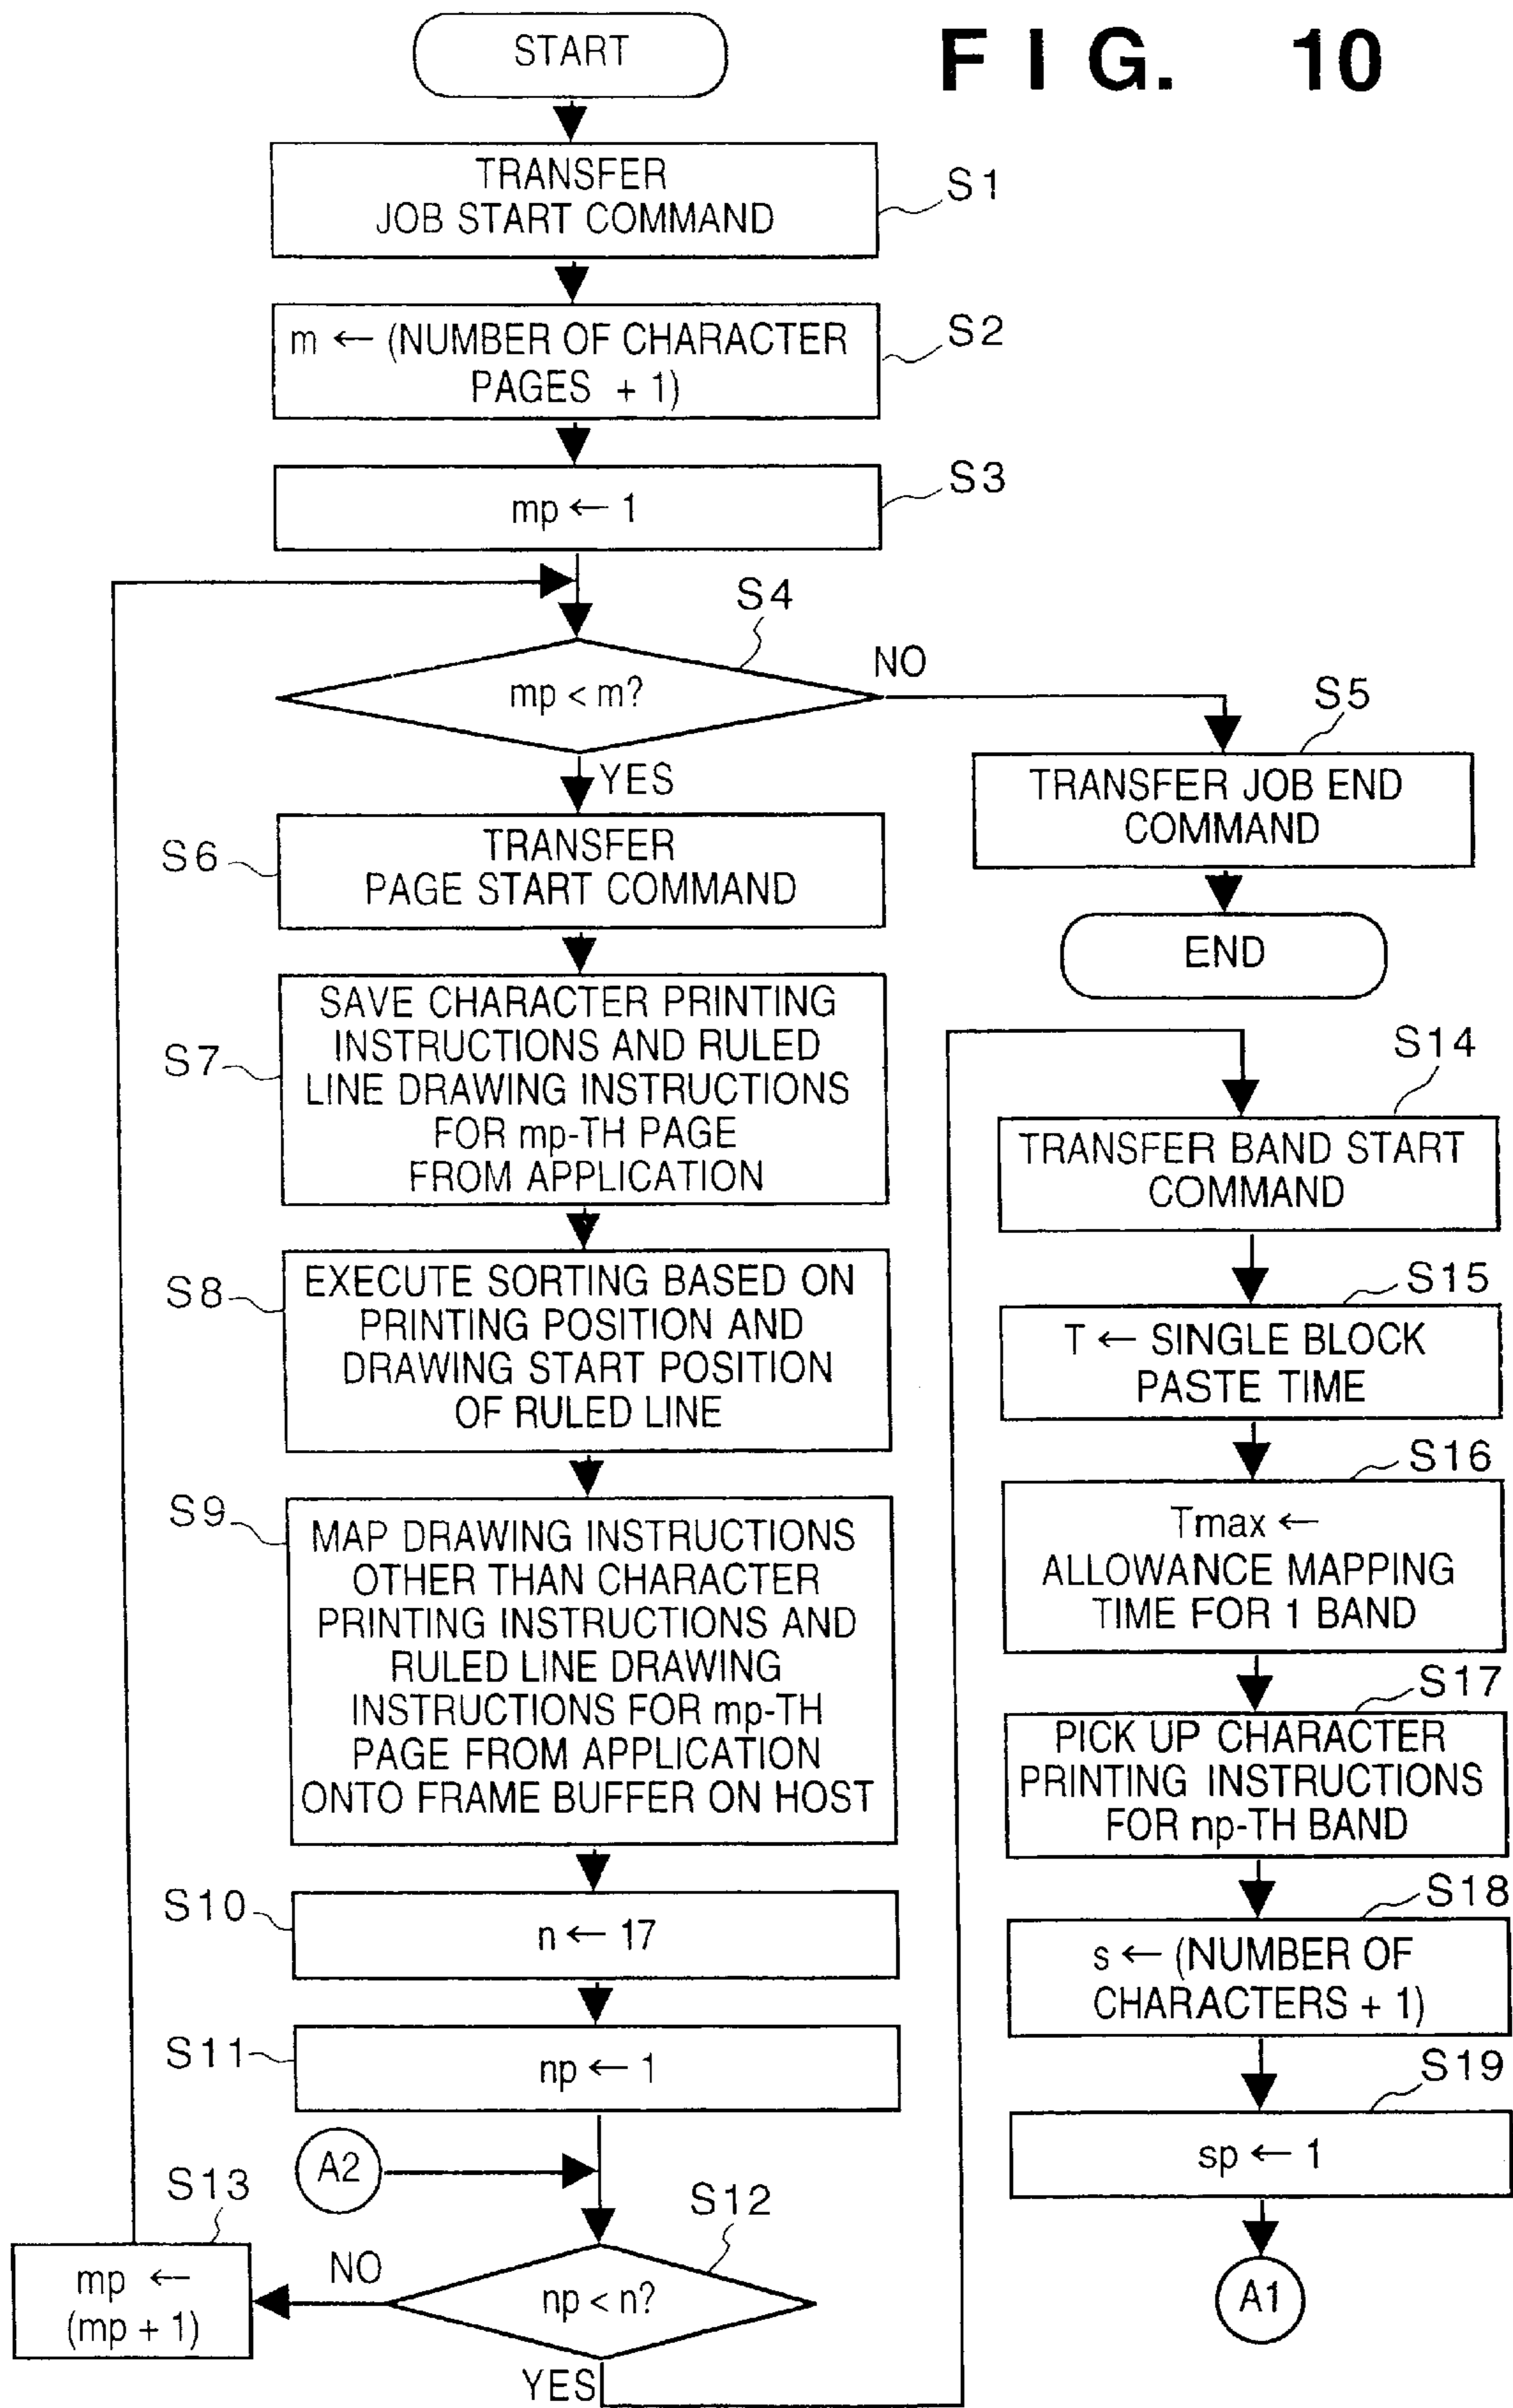 FIG. 10
START
TRANSFER
JOB START COMMAND
S1
m ← (NUMBER OF CHARACTER
PAGES + 1)
S2
mp ← 1
S3
S4
mp < m?
NO
YES
S5
TRANSFER JOB END
COMMAND
END
S6
TRANSFER
PAGE START COMMAND
S7
SAVE CHARACTER PRINTING
INSTRUCTIONS AND RULED
LINE DRAWING INSTRUCTIONS
FOR mp-TH PAGE
FROM APPLICATION
S8
EXECUTE SORTING BASED ON
PRINTING POSITION AND
DRAWING START POSITION
OF RULED LINE
S9
MAP DRAWING INSTRUCTIONS
OTHER THAN CHARACTER
PRINTING INSTRUCTIONS AND
RULED LINE DRAWING
INSTRUCTIONS FOR mp-TH
PAGE FROM APPLICATION
ONTO FRAME BUFFER ON HOST
S10
n ← 17
S11
np ← 1
A2
S12
np < n?
NO
YES
S13
mp ←
(mp + 1)
S14
TRANSFER BAND START
COMMAND
S15
T ← SINGLE BLOCK
PASTE TIME
S16
Tmax ←
ALLOWANCE MAPPING
TIME FOR 1 BAND
S17
PICK UP CHARACTER
PRINTING INSTRUCTIONS
FOR np-TH BAND
S18
s ← (NUMBER OF
CHARACTERS + 1)
S19
sp ← 1
A1